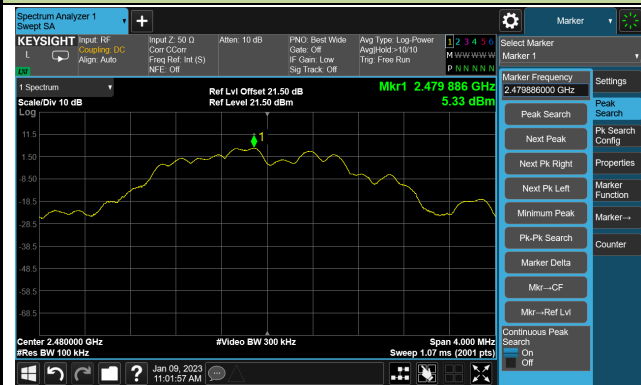 Spectrum Analyzer 1
Swept SA
Marker
KEYSIGHT
L
Input: RF
Coupling: DC
Align: Auto
Input Z: 50 Ω
Corr CCorr
Freq Ref: Int (S)
NFE: Off
Atten: 10 dB
PNO: Best Wide
Gate: Off
IF Gain: Low
Sig Track: Off
Avg Type: Log-Power
Avg|Hold:>10/10
Trig: Free Run
1 2 3 4 5 6
M W W W W W
P N N N N N
Select Marker
Marker 1
1 Spectrum
Scale/Div 10 dB
Log
Ref Lvl Offset 21.50 dB
Ref Level 21.50 dBm
Mkr1 2.479 886 GHz
5.33 dBm
11.5
1.50
-8.50
-18.5
-28.5
-38.5
-48.5
-58.5
-68.5
1
Center 2.480000 GHz
#Res BW 100 kHz
#Video BW 300 kHz
Span 4.000 MHz
Sweep 1.07 ms (2001 pts)
Marker Frequency
2.479886000 GHz
Peak Search
Next Peak
Next Pk Right
Next Pk Left
Minimum Peak
Pk-Pk Search
Marker Delta
Mkr→CF
Mkr→Ref Lvl
Continuous Peak
Search
On
Off
Settings
Peak
Search
Pk Search
Config
Properties
Marker
Function
Marker→
Counter
?
Jan 09, 2023
11:01:57 AM